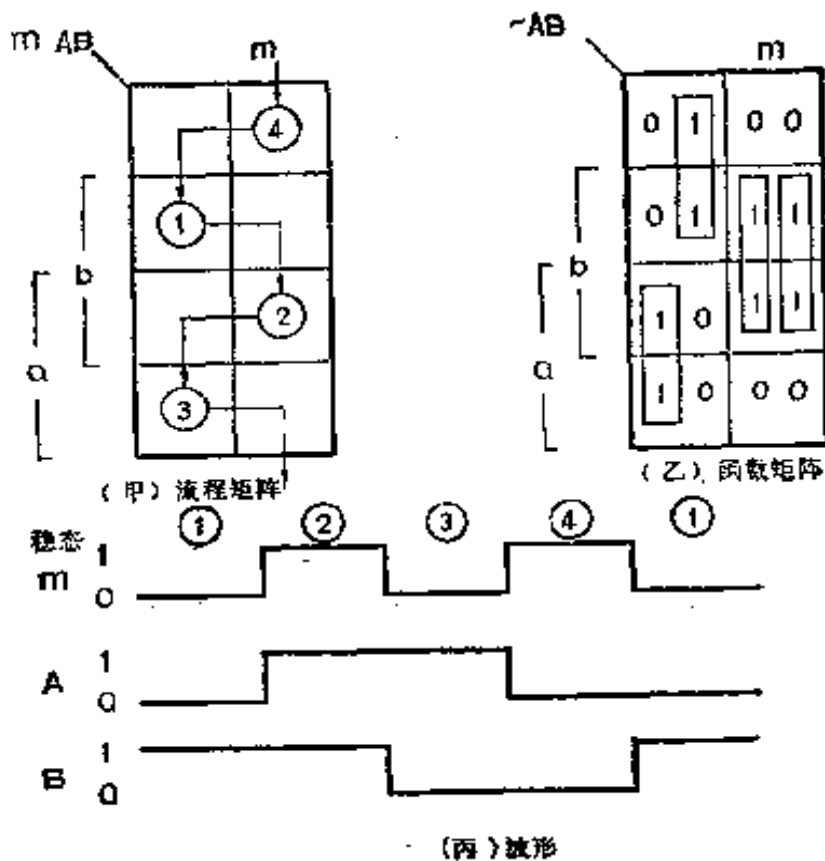 m AB m
④
①
b
②
a
③
(甲)流程矩阵
~AB m
0 1 0 0
0 1 1 1
b
1 0 1 1
a
1 0 0 0
(乙)函数矩阵
稳态 ① ② ③ ④ ①
m 1 0
A 1 0
B 1 0
(丙)波形